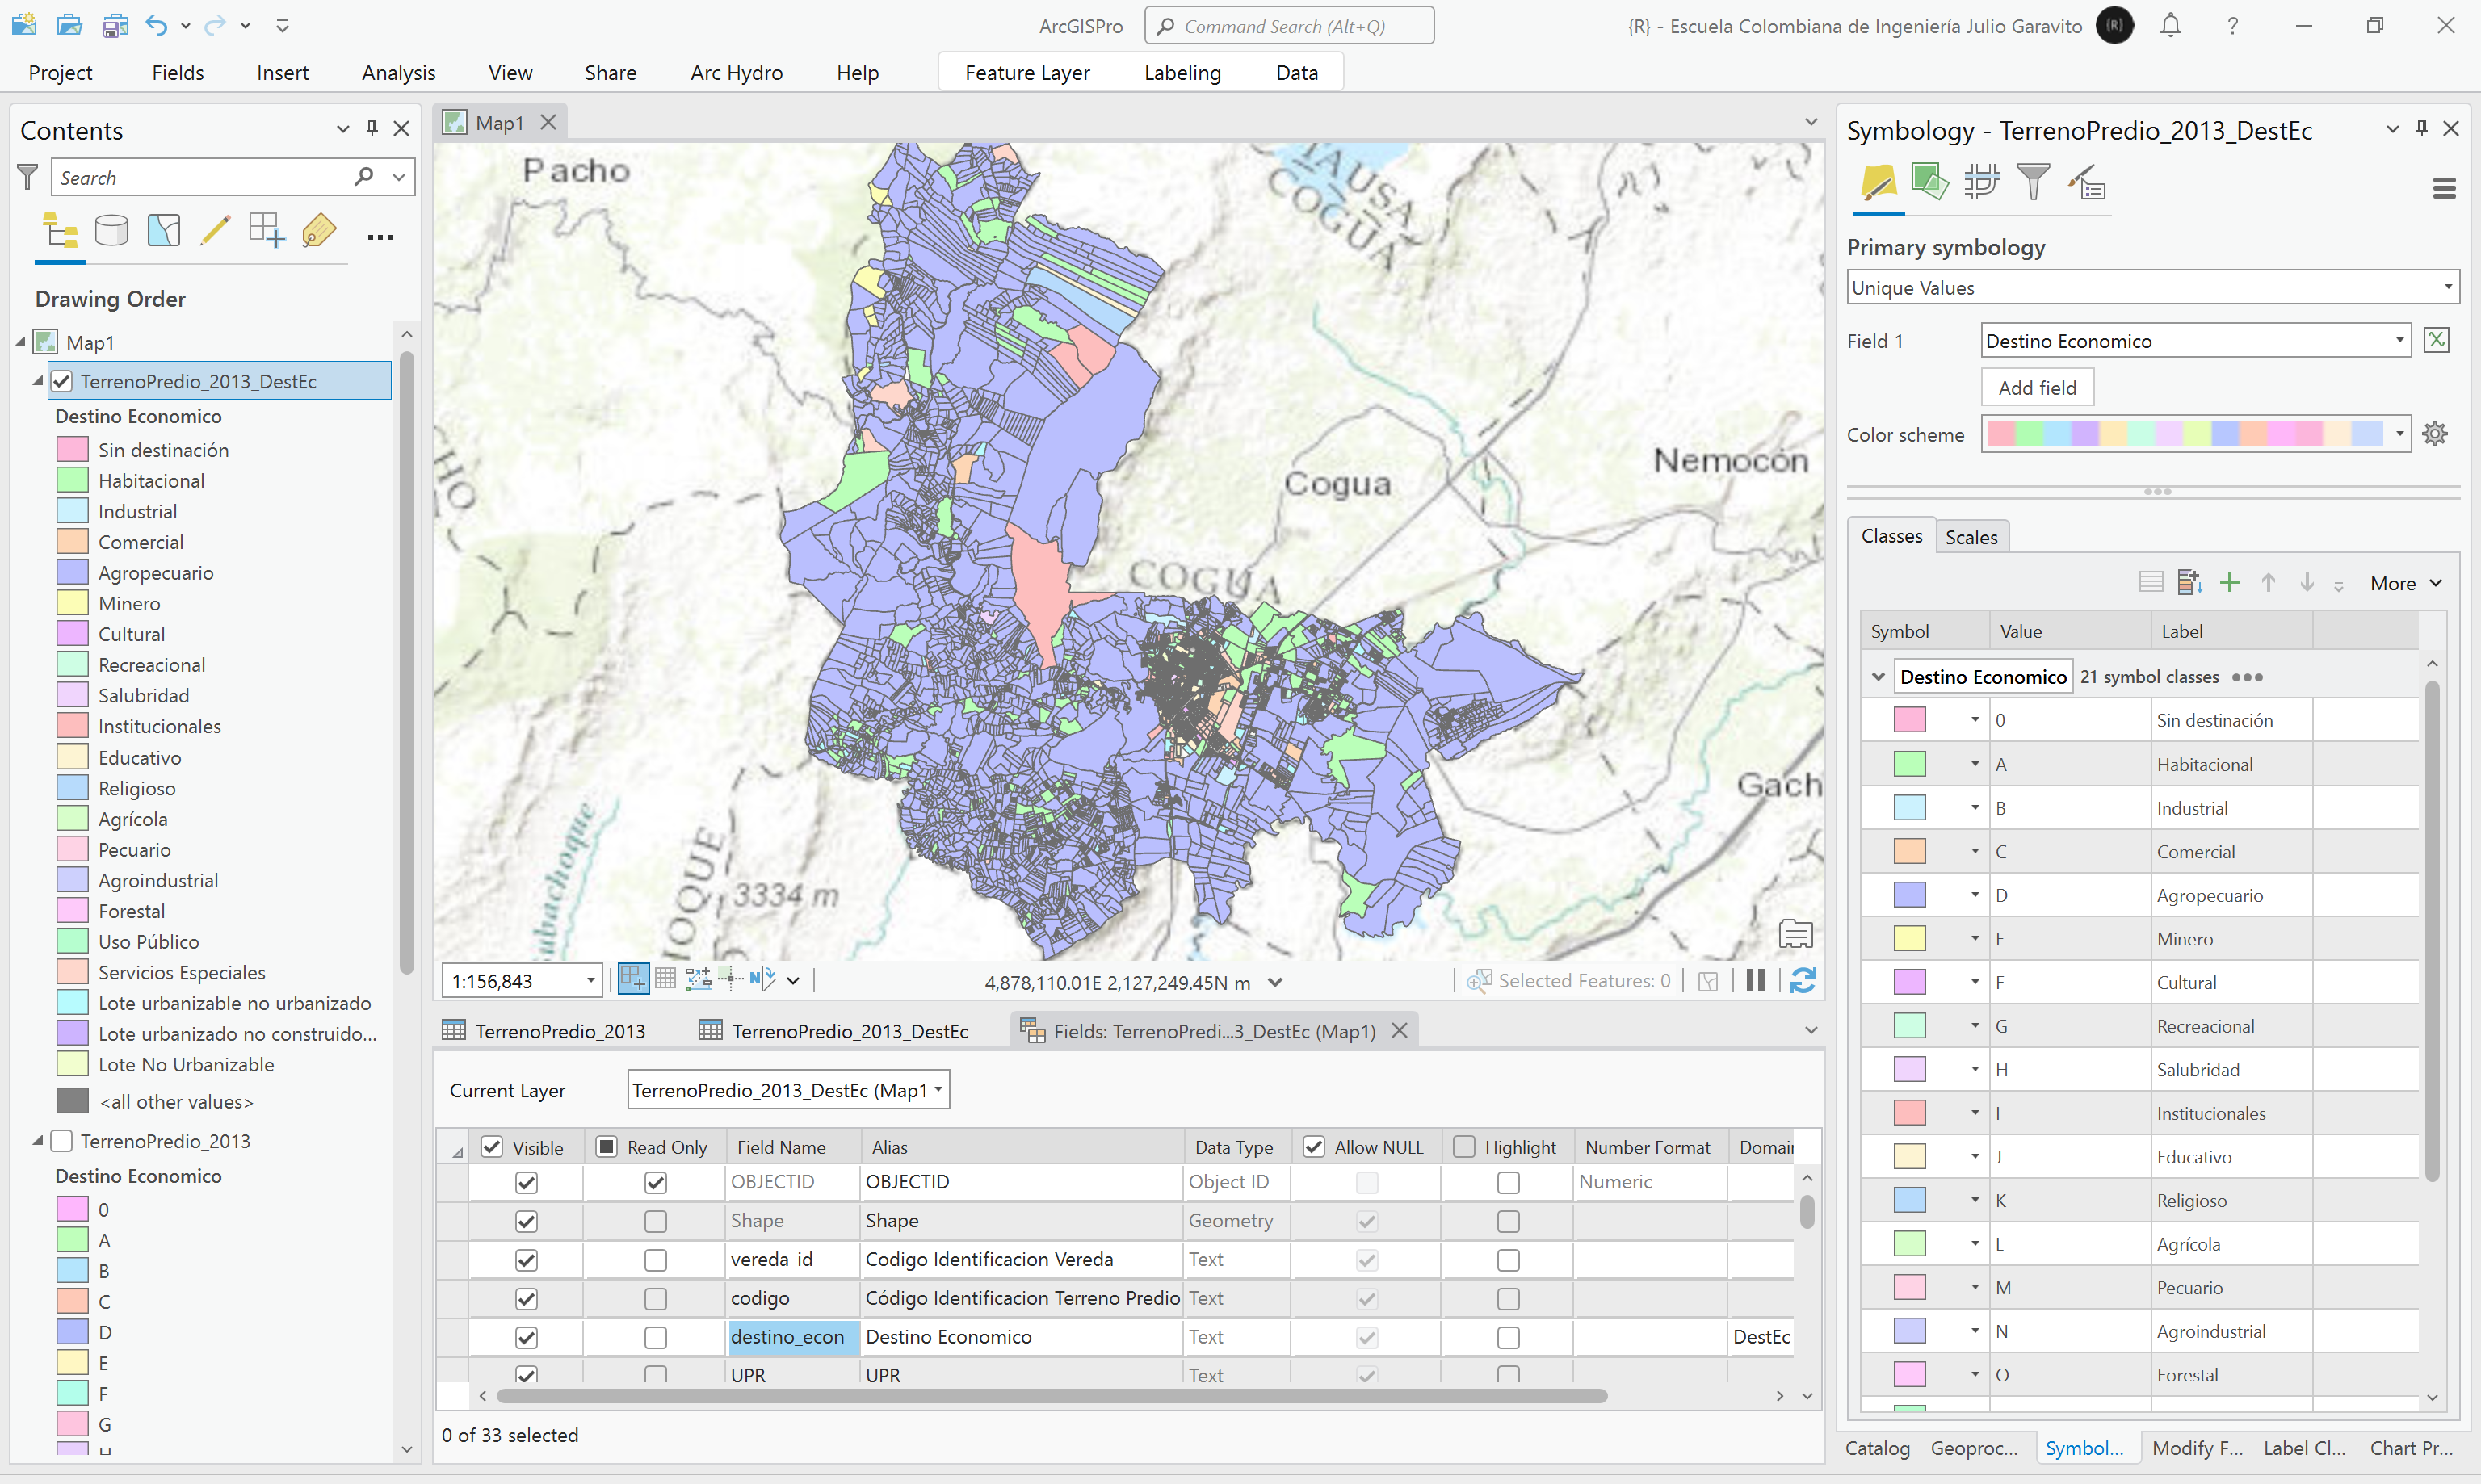 ArcGISPro
Command Search (Alt+Q)
{R} - Escuela Colombiana de Ingeniería Julio Garavito
{R}
?
Project Fields Insert Analysis View Share Arc Hydro Help Feature Layer Labeling Data
Contents
Search
Drawing Order
Map1
TerrenoPredio_2013_DestEc
Destino Economico
Sin destinación
Habitacional
Industrial
Comercial
Agropecuario
Minero
Cultural
Recreacional
Salubridad
Institucionales
Educativo
Religioso
Agrícola
Pecuario
Agroindustrial
Forestal
Uso Público
Servicios Especiales
Lote urbanizable no urbanizado
Lote urbanizado no construido...
Lote No Urbanizable
<all other values>
TerrenoPredio_2013
Destino Economico
0
A
B
C
D
E
F
G
H
Map1
Pacho
TAUSA
COGUA
Nemocón
Cogua
CHO
COGUA
Gach
ubachoque
IOQUE
3334 m
1:156,843
4,878,110.01E 2,127,249.45N m
Selected Features: 0
TerrenoPredio_2013 TerrenoPredio_2013_DestEc Fields: TerrenoPredi...3_DestEc (Map1)
Current Layer TerrenoPredio_2013_DestEc (Map1
Visible Read Only Field Name Alias Data Type Allow NULL Highlight Number Format Domain
OBJECTID OBJECTID Object ID Numeric
Shape Shape Geometry
vereda_id Codigo Identificacion Vereda Text
codigo Código Identificacion Terreno Predio Text
destino_econ Destino Economico Text DestEc
UPR UPR Text
0 of 33 selected
Symbology - TerrenoPredio_2013_DestEc
Primary symbology
Unique Values
Field 1 Destino Economico
Add field
Color scheme
Classes Scales
More
Symbol Value Label
Destino Economico 21 symbol classes
0 Sin destinación
A Habitacional
B Industrial
C Comercial
D Agropecuario
E Minero
F Cultural
G Recreacional
H Salubridad
I Institucionales
J Educativo
K Religioso
L Agrícola
M Pecuario
N Agroindustrial
O Forestal
Catalog Geoproc... Symbol... Modify F... Label Cl... Chart Pr...